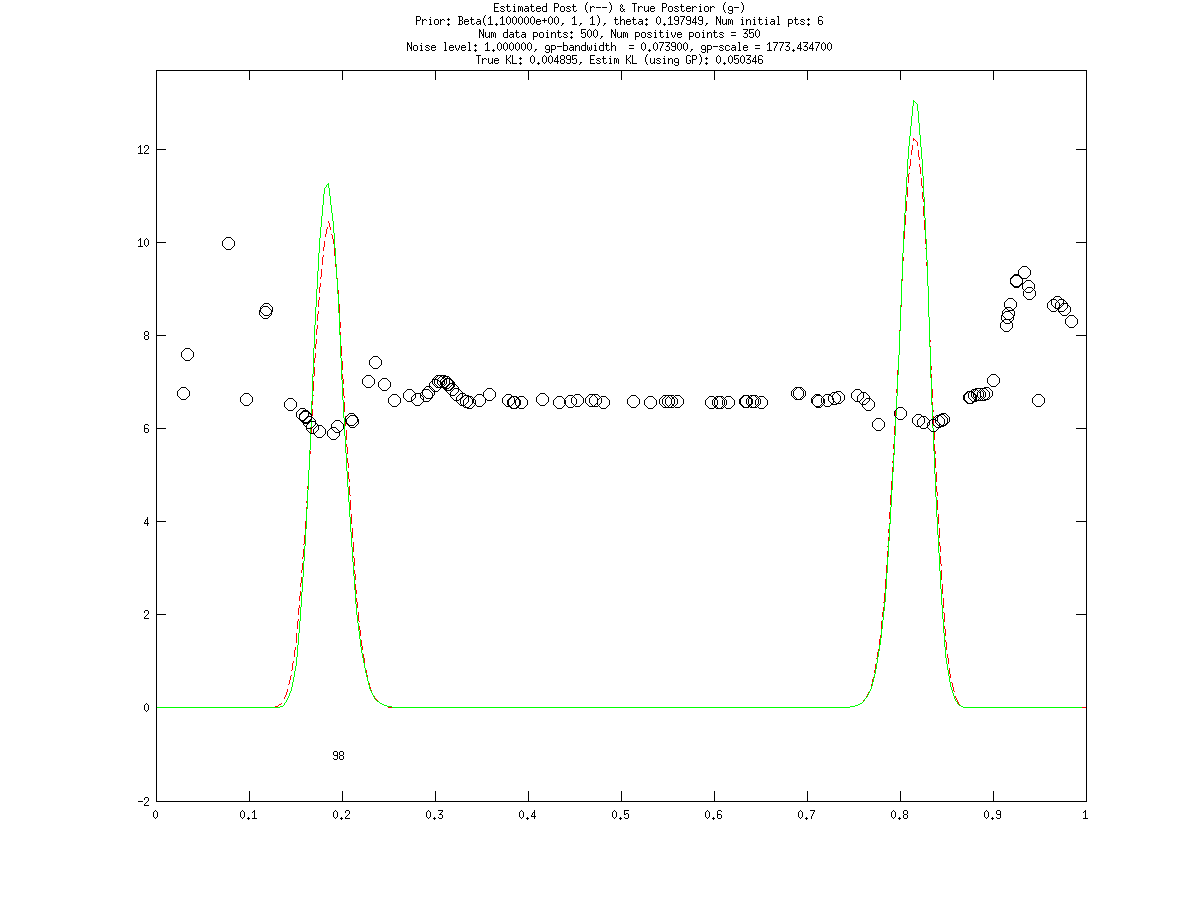 Estimated Post (r--) & True Posterior (g-)
Prior: Beta(1.100000e+00, 1, 1), theta: 0.197949, Num initial pts: 6
Num data points: 500, Num positive points = 350
Noise level: 1.000000, gp-bandwidth  = 0.073900, gp-scale = 1773.434700
True KL: 0.004895, Estim KL (using GP): 0.050346
12
10
8
6
4
2
0
98
-2
0 0.1 0.2 0.3 0.4 0.5 0.6 0.7 0.8 0.9 1